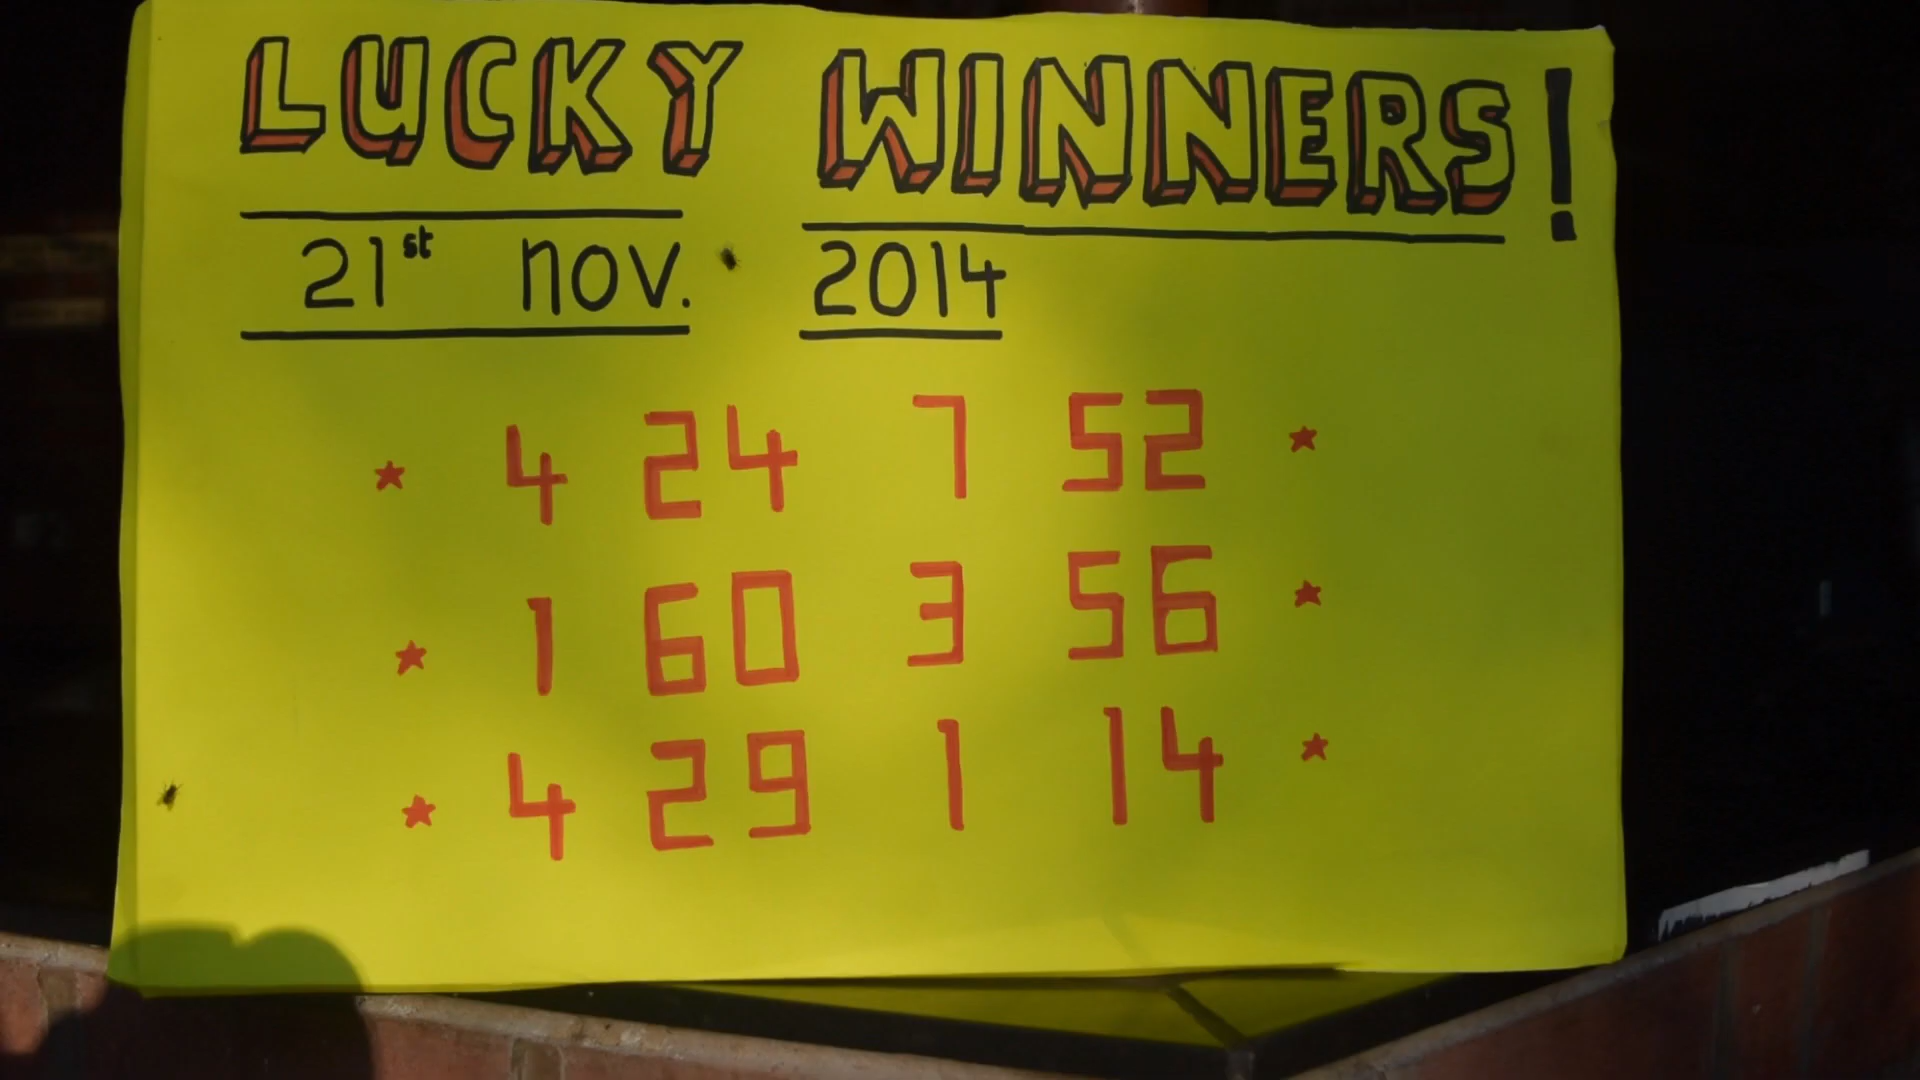 LUCKY WINNERS!
21st NOV. 2014
★ 4 24 7 52 ★
★ 1 60 3 56 ★
★ 4 29 1 14 ★